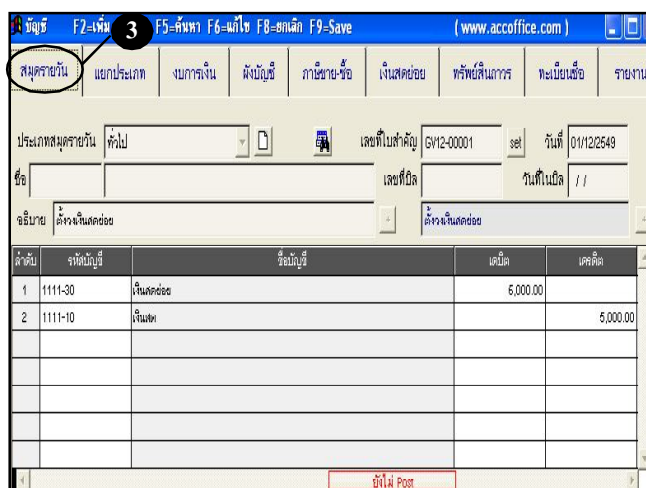 บัญชี F2=เพิ่ม 3 F5=ค้นหา F6=แก้ไข F8=ยกเลิก F9=Save ( www.accoffice.com )
สมุดรายวัน แยกประเภท งบการเงิน ผังบัญชี ภาษีขาย-ซื้อ เงินสดย่อย ทรัพย์สินถาวร ทะเบียนชื่อ รายงาน
ประเภทสมุดรายวัน ทั่วไป เลขที่ใบสำคัญ GV12-00001 set วันที่ 01/12/2549
ชื่อ เลขที่บิล วันที่ในบิล / /
อธิบาย ตั้งวงเงินสดย่อย + ตั้งวงเงินสดย่อย +
ลำดับ รหัสบัญชี ชื่อบัญชี เดบิต เครดิต
1 1111-30 เงินสดย่อย 6,000.00
2 1111-10 เงินสด 5,000.00
ยังไม่ Post